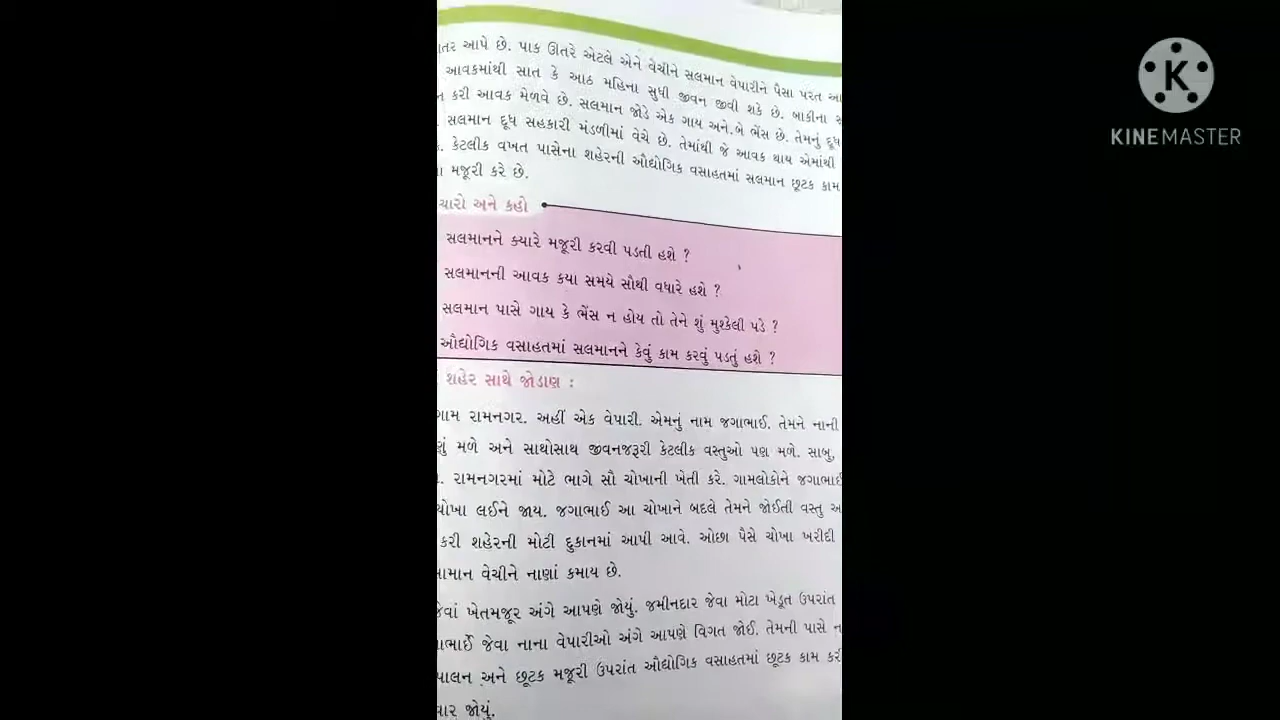 આપે છે. પાક ઊતરે એટલે એને વેચીને સલમાન વેપારીને પૈસા પરત
આવકમાંથી સાત કે આઠ મહિના સુધી જીવન જીવી શકે છે. બાકીના
કરી આવક મેળવે છે. સલમાન જોડે એક ગાય અને બે ભેંસ છે. તેમનું દૂધ
સલમાન દૂધ સહકારી મંડળીમાં વેચે છે. તેમાંથી જે આવક થાય એમાંથી
કેટલીક વખત પાસેના શહેરની ઔદ્યોગિક વસાહતમાં સલમાન છૂટક કામ
મજૂરી કરે છે.
ચારો અને કહો
સલમાનને ક્યારે મજૂરી કરવી પડતી હશે ?
સલમાનની આવક કયા સમયે સૌથી વધારે હશે ?
સલમાન પાસે ગાય કે ભેંસ ન હોય તો તેને શું મુશ્કેલી પડે ?
ઔદ્યોગિક વસાહતમાં સલમાનને કેવું કામ કરવું પડતું હશે ?
શહેર સાથે જોડાણ :
ગામ રામનગર. અહીં એક વેપારી. એમનું નામ જગાભાઈ. તેમને નાની
મળે અને સાથોસાથ જીવનજરૂરી કેટલીક વસ્તુઓ પણ મળે. સાબુ,
રામનગરમાં મોટે ભાગે સૌ ચોખાની ખેતી કરે. ગામલોકોને જગાભાઈ
ચોખા લઈને જાય. જગાભાઈ આ ચોખાને બદલે તેમને જોઈતી વસ્તુ
કરી શહેરની મોટી દુકાનમાં આપી આવે. ઓછા પૈસે ચોખા ખરીદી
સામાન વેચીને નાણાં કમાય છે.
જેવાં ખેતમજૂર અંગે આપણે જોયું. જમીનદાર જેવા મોટા ખેડૂત ઉપરાંત
જેવા નાના વેપારીઓ અંગે આપણે વિગત જોઈ. તેમની પાસે
પાલન અને છૂટક મજૂરી ઉપરાંત ઔદ્યોગિક વસાહતમાં છૂટક કામ કરી
વાર જોયું.
K
KINEMASTER